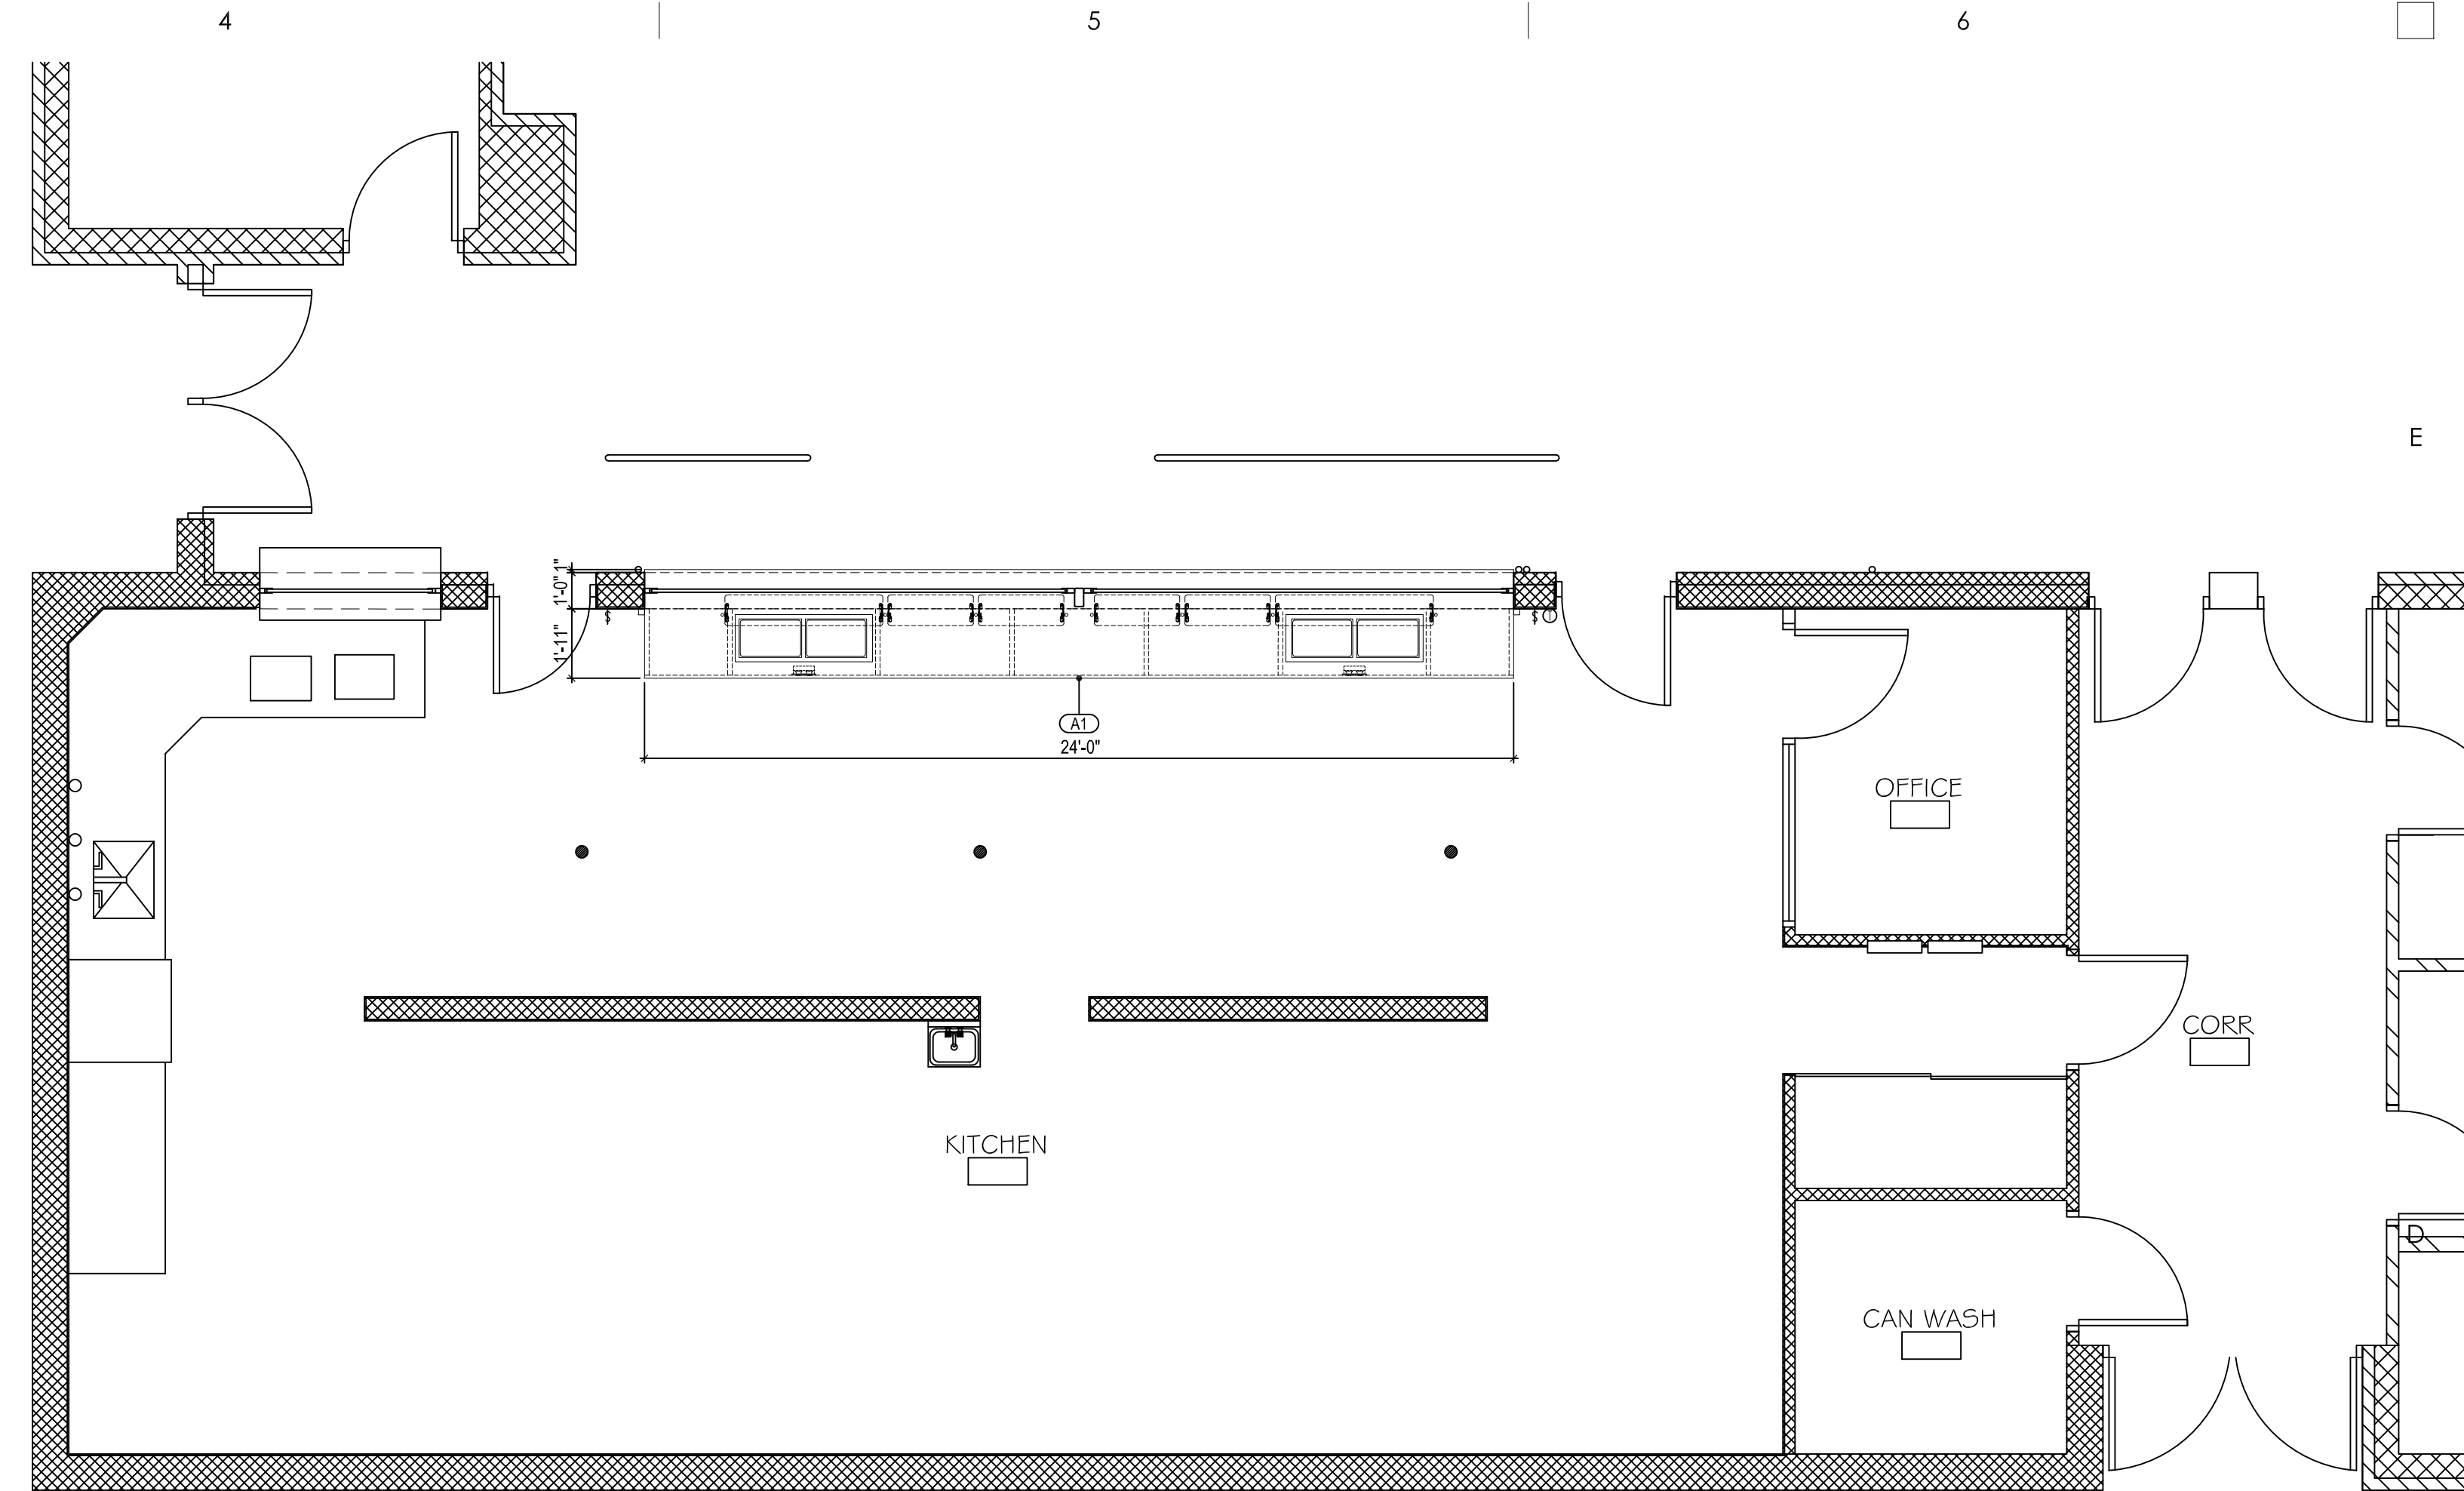 4
5
6
E
1"
1'-0"
1'-11"
$
$
A1
24'-0"
OFFICE
CORR
KITCHEN
D
CAN WASH